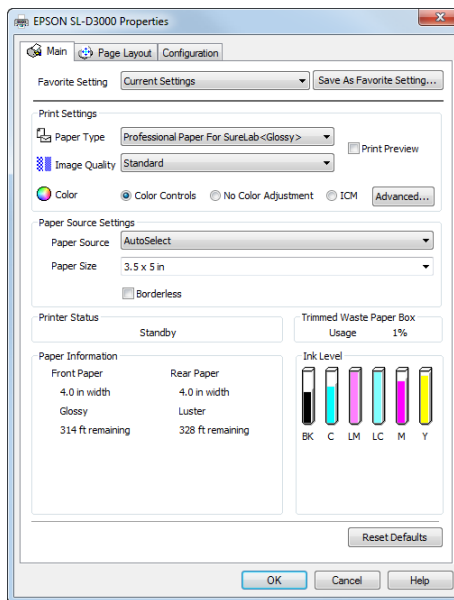 EPSON SL-D3000 Properties
Main Page Layout Configuration
Favorite Setting Current Settings Save As Favorite Setting...
Print Settings
Paper Type Professional Paper For SureLab<Glossy>
Print Preview
Image Quality Standard
Color Color Controls No Color Adjustment ICM Advanced...
Paper Source Settings
Paper Source AutoSelect
Paper Size 3.5 x 5 in
Borderless
Printer Status
Standby
Trimmed Waste Paper Box
Usage 1%
Paper Information
Front Paper Rear Paper
4.0 in width 4.0 in width
Glossy Luster
314 ft remaining 328 ft remaining
Ink Level
BK C LM LC M Y
Reset Defaults
OK Cancel Help